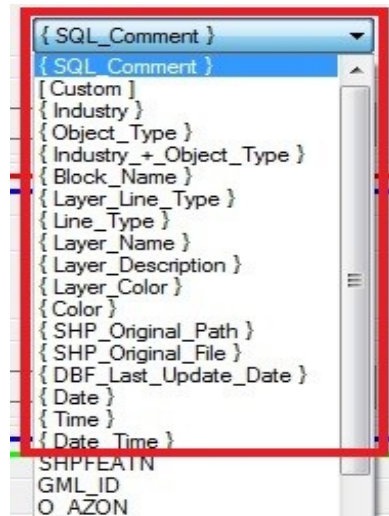 { SQL_Comment }
{ SQL_Comment }
[ Custom ]
{ Industry }
{ Object_Type }
{ Industry_+_Object_Type }
{ Block_Name }
{ Layer_Line_Type }
{ Line_Type }
{ Layer_Name }
{ Layer_Description }
{ Layer_Color }
{ Color }
{ SHP_Original_Path }
{ SHP_Original_File }
{ DBF_Last_Update_Date }
{ Date }
{ Time }
{ Date_Time }
SHPFEATN
GML_ID
O_AZON